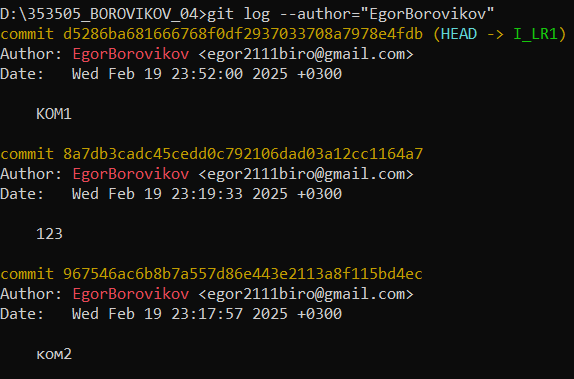 D:\353505_BOROVIKOV_04>git log --author="EgorBorovikov"
commit d5286ba681666768f0df2937033708a7978e4fdb (HEAD -> I_LR1)
Author: EgorBorovikov <egor2111biro@gmail.com>
Date:   Wed Feb 19 23:52:00 2025 +0300
KOM1
commit 8a7db3cadc45cedd0c792106dad03a12cc1164a7
Author: EgorBorovikov <egor2111biro@gmail.com>
Date:   Wed Feb 19 23:19:33 2025 +0300
123
commit 967546ac6b8b7a557d86e443e2113a8f115bd4ec
Author: EgorBorovikov <egor2111biro@gmail.com>
Date:   Wed Feb 19 23:17:57 2025 +0300
ком2